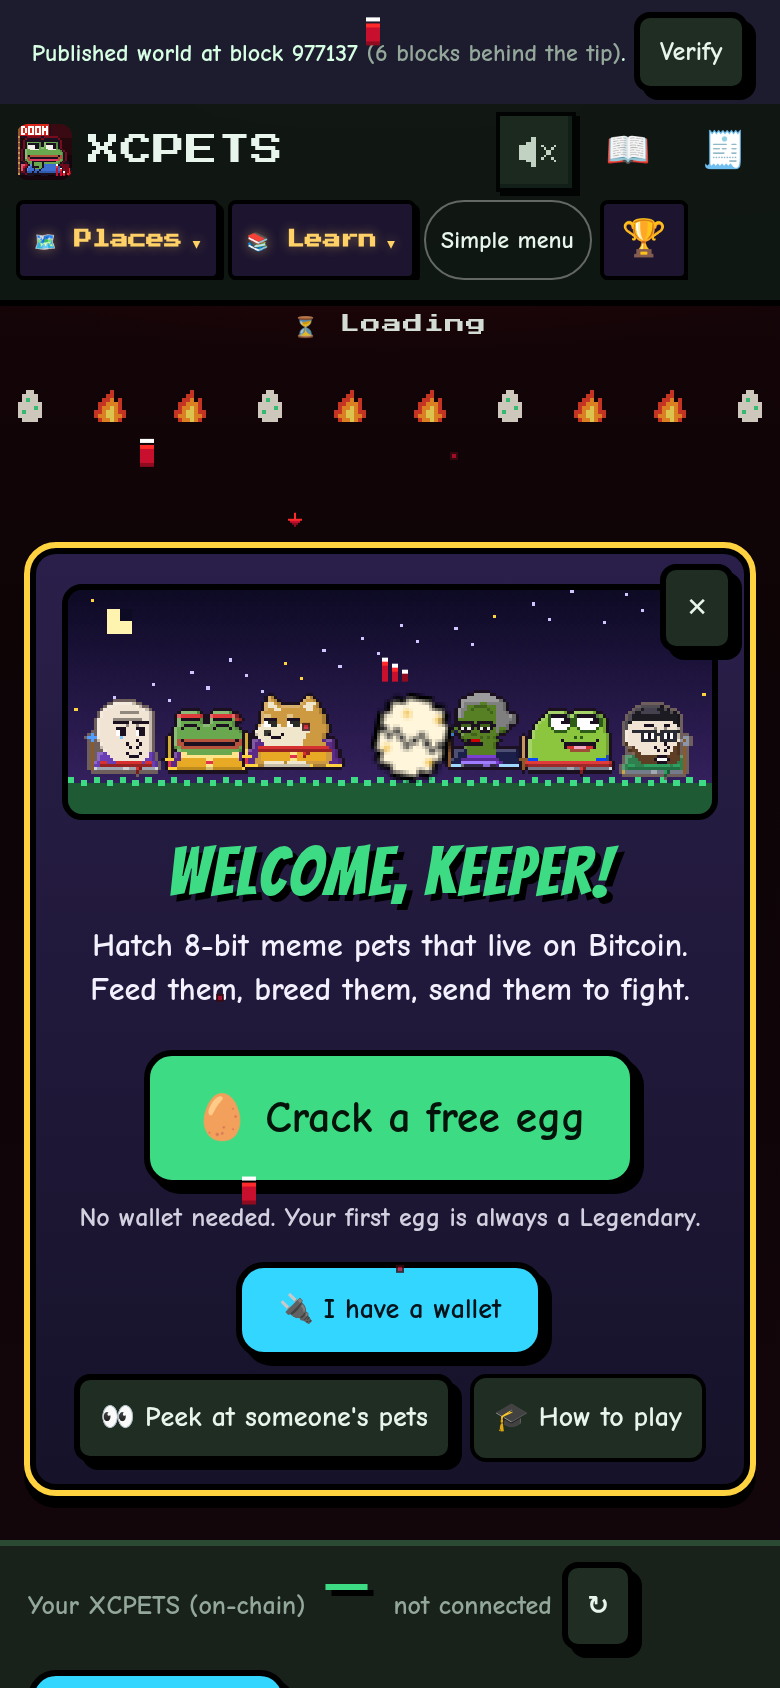 Published world at block 977137 (6 blocks behind the tip). Verify
DOOM
XCPETS
Places ▾ Learn ▾ Simple menu
Loading
WELCOME, KEEPER!
Hatch 8-bit meme pets that live on Bitcoin.
Feed them, breed them, send them to fight.
Crack a free egg
No wallet needed. Your first egg is always a Legendary.
I have a wallet
Peek at someone's pets How to play
Your XCPETS (on-chain) — not connected ↻